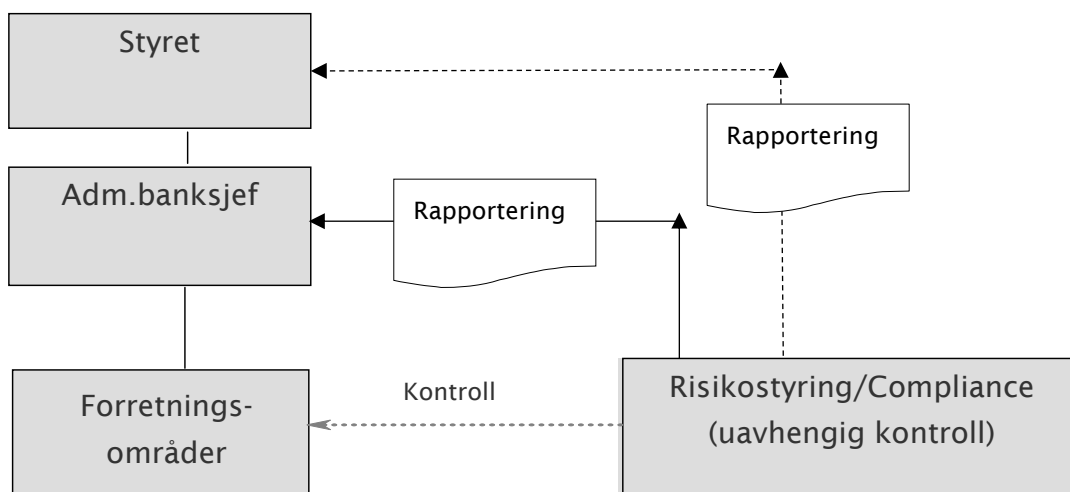 Styret
Rapportering
Adm.banksjef
Rapportering
Forretnings-
områder
Kontroll
Risikostyring/Compliance
(uavhengig kontroll)